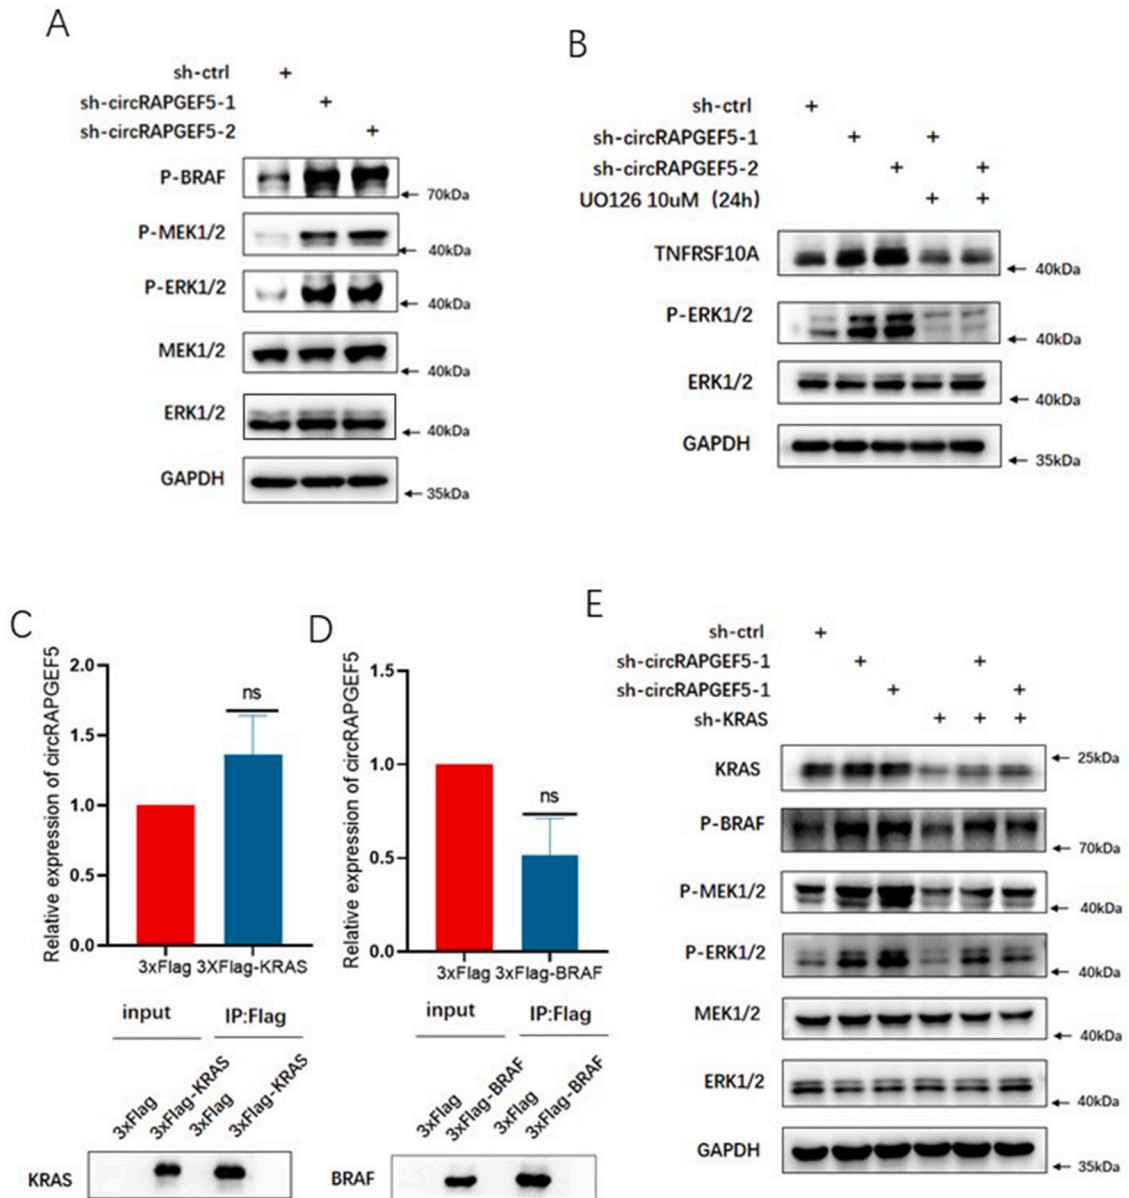 A
sh-ctrl +
sh-circRAPGEF5-1 +
sh-circRAPGEF5-2 +
P-BRAF
70kDa
P-MEK1/2
40kDa
P-ERK1/2
40kDa
MEK1/2
40kDa
ERK1/2
40kDa
GAPDH
35kDa
B
sh-ctrl +
sh-circRAPGEF5-1 + +
sh-circRAPGEF5-2 + +
UO126 10uM (24h) + +
TNFRSF10A
40kDa
P-ERK1/2
40kDa
ERK1/2
40kDa
GAPDH
35kDa
C
Relative expression of circRAPGEF5
2.0
1.5
1.0
0.5
0.0
ns
3xFlag 3XFlag-KRAS
input IP:Flag
3xFlag 3xFlag-KRAS 3xFlag 3xFlag-KRAS
KRAS
D
Relative expression of circRAPGEF5
1.5
1.0
0.5
0.0
ns
3xFlag 3xFlag-BRAF
input IP:Flag
3xFlag 3xFlag-BRAF 3xFlag 3xFlag-BRAF
BRAF
E
sh-ctrl +
sh-circRAPGEF5-1 + +
sh-circRAPGEF5-1 + +
sh-KRAS + + +
KRAS
25kDa
P-BRAF
70kDa
P-MEK1/2
40kDa
P-ERK1/2
40kDa
MEK1/2
40kDa
ERK1/2
40kDa
GAPDH
35kDa